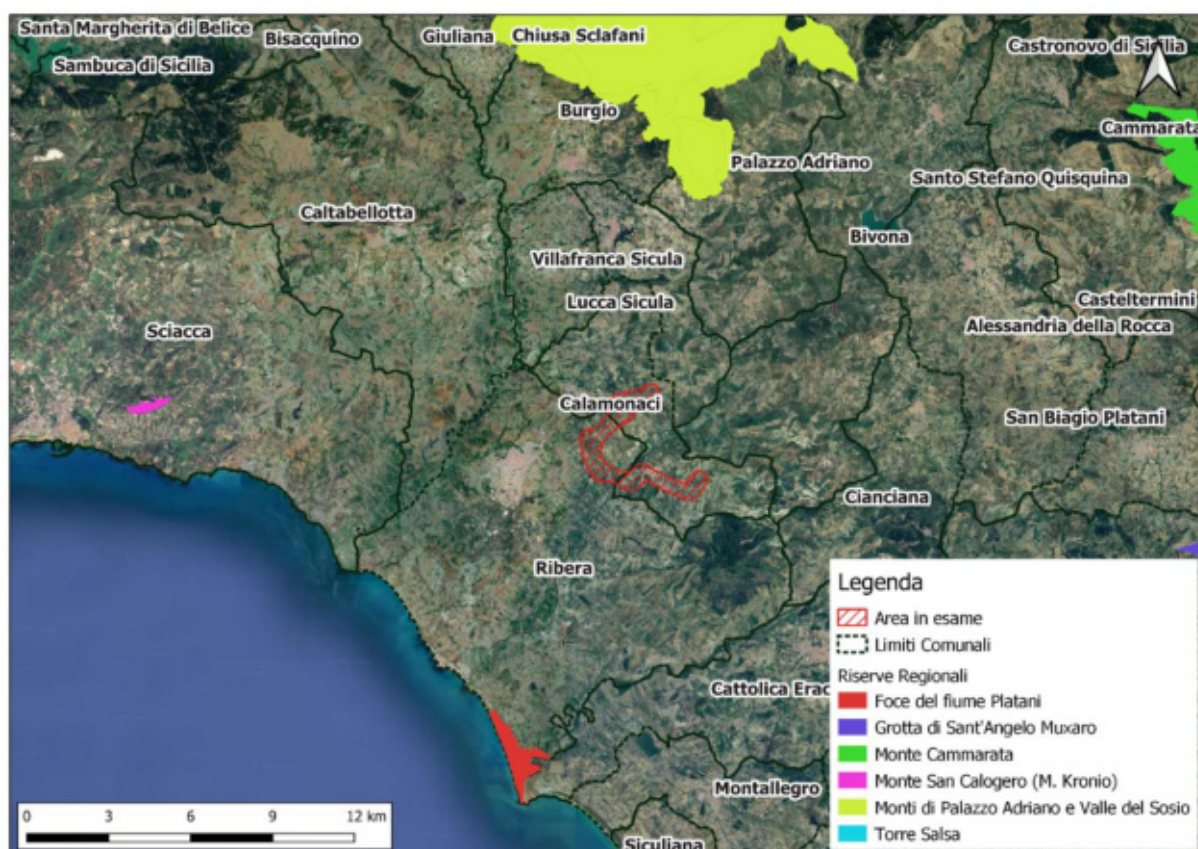 Santa Margherita di Belice
Bisacquino
Giuliana
Chiusa Sclafani
Castronovo di Sicilia
Sambuca di Sicilia
Burgio
Cammarata
Palazzo Adriano
Santo Stefano Quisquina
Caltabellotta
Bivona
Villafranca Sicula
Lucca Sicula
Casteltermini
Sciacca
Alessandria della Rocca
Calamonaci
San Biagio Platani
Cianciana
Ribera
Cattolica Erac
Montallegro
Siculiana
Legenda
Area in esame
Limiti Comunali
Riserve Regionali
Foce del fiume Platani
Grotta di Sant'Angelo Muxaro
Monte Cammarata
Monte San Calogero (M. Kronio)
Monti di Palazzo Adriano e Valle del Sosio
Torre Salsa
0 3 6 9 12 km